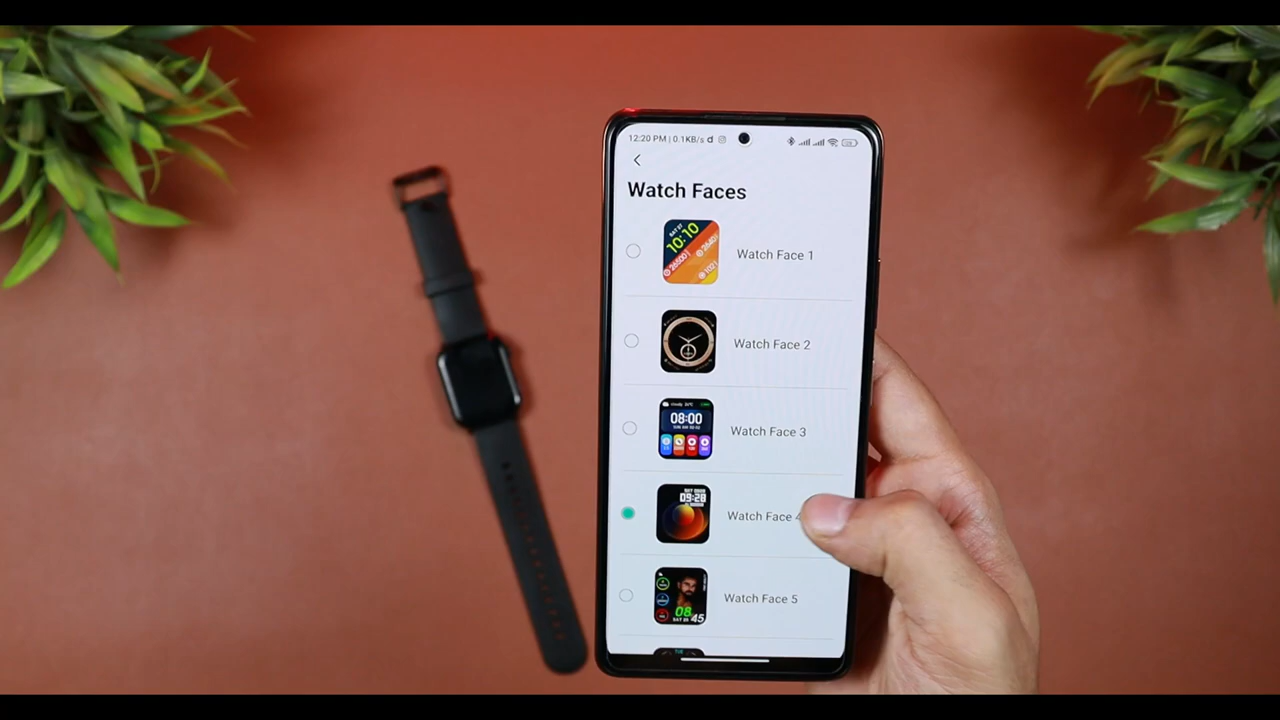 12:20 PM | 0.1KB/s
Watch Faces
10:10
Watch Face 1
Watch Face 2
08:00
Watch Face 3
09:28
Watch Face 4
Watch Face 5
08
45
TUE